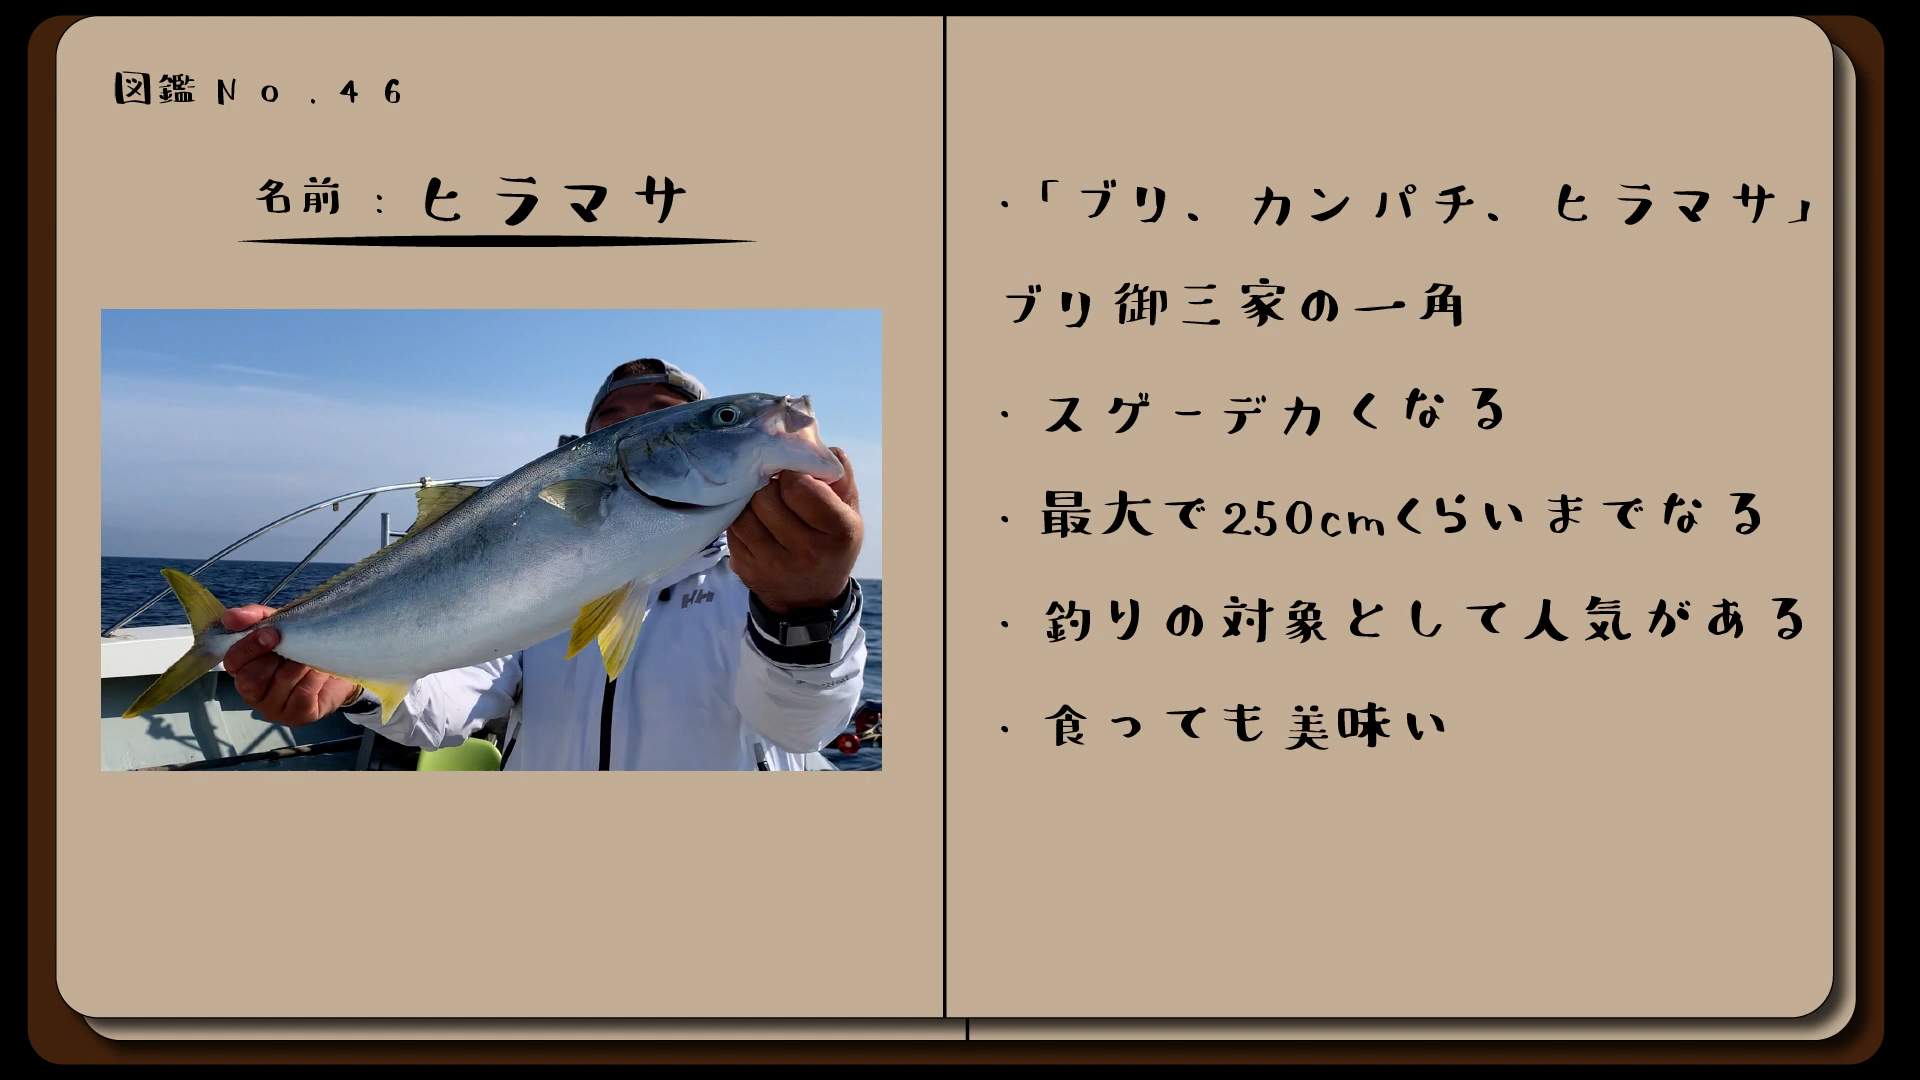 図鑑No.46
名前：ヒラマサ
・「ブリ、カンパチ、ヒラマサ」
ブリ御三家の一角
・スゲーデカくなる
・最大で250cmくらいまでなる
・釣りの対象として人気がある
・食っても美味い
HH